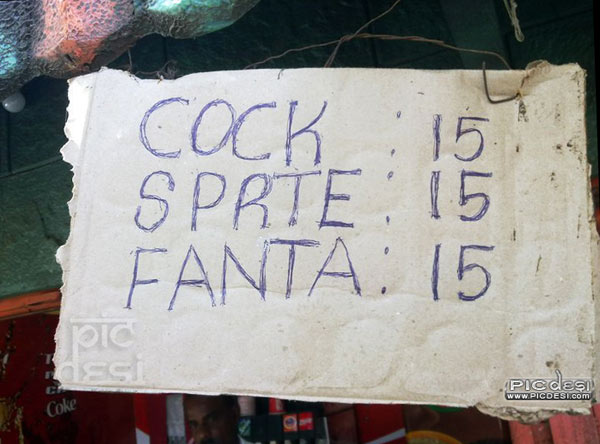 COCK : 15
SPRTE : 15
FANTA : 15
pic
desi
Coke
PICdesi
WWW.PICDESI.COM